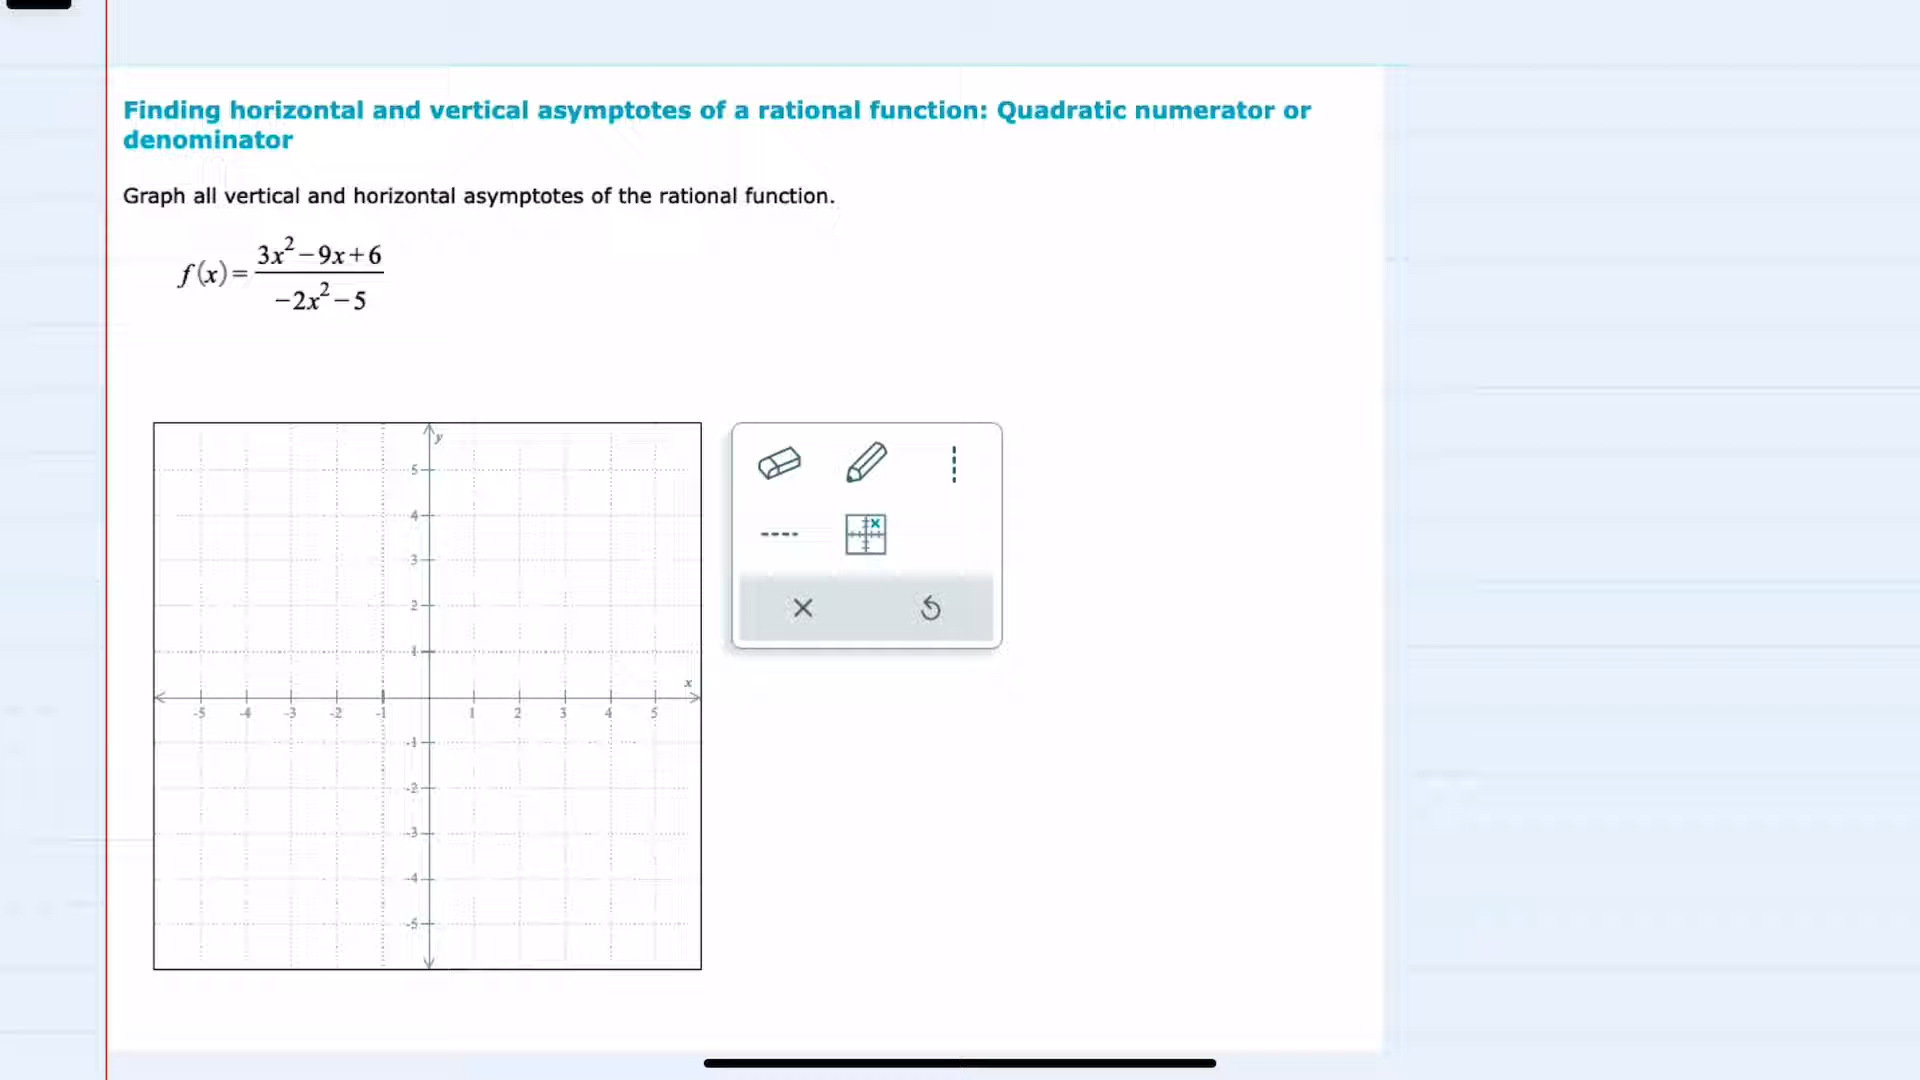 Finding horizontal and vertical asymptotes of a rational function: Quadratic numerator or
denominator
Graph all vertical and horizontal asymptotes of the rational function.
f(x)= (3x²−9x+6)/(−2x²−5)
y
5
4
3
2
1
x
-5 -4 -3 -2 -1 1 2 3 4 5
-1
-2
-3
-4
-5